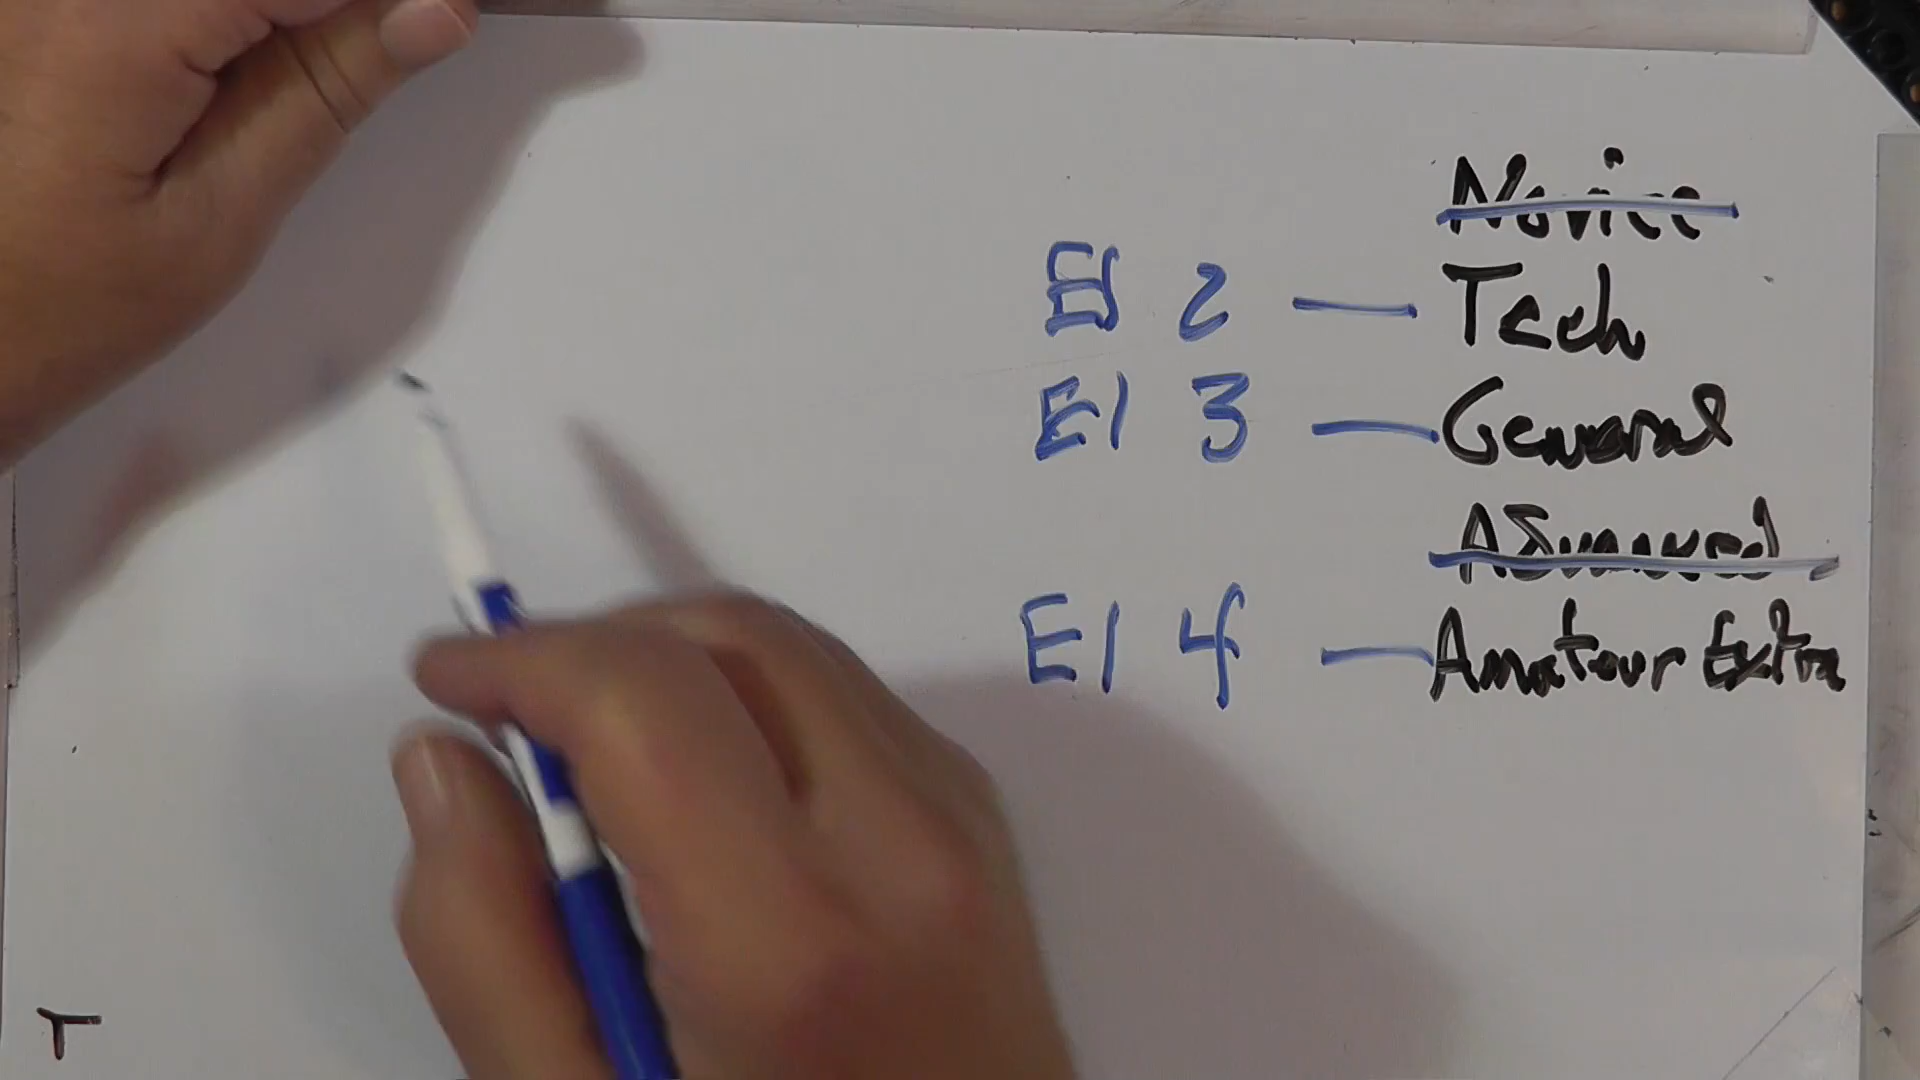 Novice
El 2 — Tech
El 3 — General
Advanced
El 4 — Amateur Extra
T